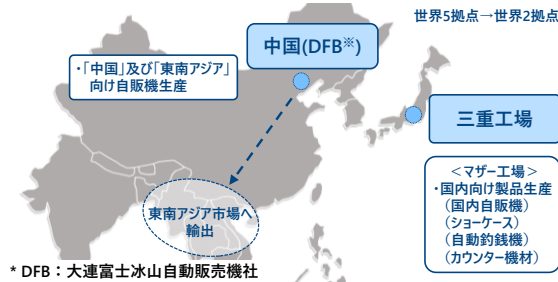 世界5拠点→世界2拠点
中国(DFB※)
・「中国」及び「東南アジア」
向け自販機生産
三重工場
＜マザー工場＞
・国内向け製品生産
（国内自販機）
（ショーケース）
（自動釣銭機）
（カウンター機材）
東南アジア市場へ
輸出
* DFB：大連富士冰山自動販売機社